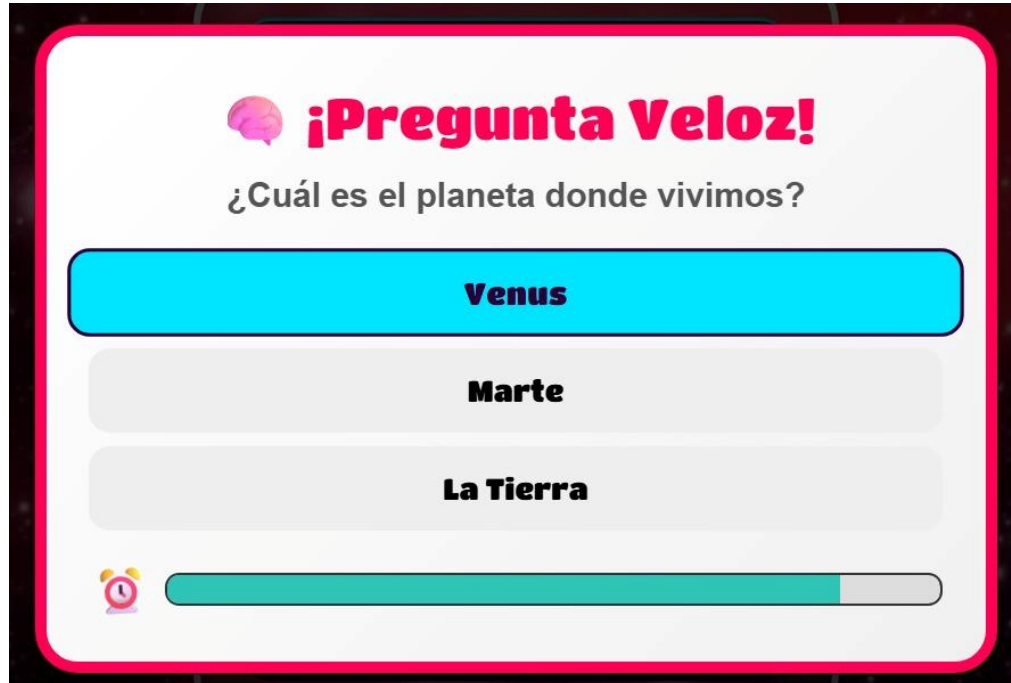 ¡Pregunta Veloz!
¿Cuál es el planeta donde vivimos?
Venus
Marte
La Tierra